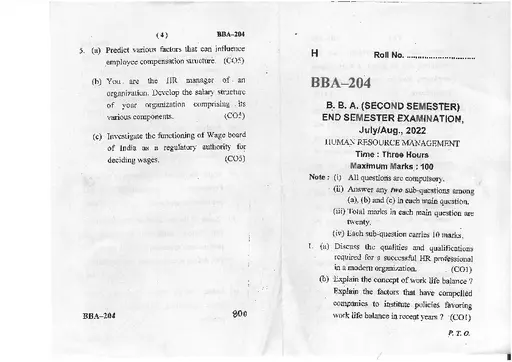 ( 4 ) BBA–204
5. (a) Predict various factors that can influence
employee compensation structure. (CO5)
(b) You are the HR manager of an
organization. Develop the salary structure
of your organization comprising its
various components. (CO5)
(c) Investigate the functioning of Wage board
of India as a regulatory authority for
deciding wages. (CO5)
BBA–204 800
H Roll No. ..............................
BBA–204
B. B. A. (SECOND SEMESTER)
END SEMESTER EXAMINATION,
July/Aug., 2022
HUMAN RESOURCE MANAGEMENT
Time : Three Hours
Maximum Marks : 100
Note : (i) All questions are compulsory.
(ii) Answer any two sub-questions among
(a), (b) and (c) in each main question.
(iii) Total marks in each main question are
twenty.
(iv) Each sub-question carries 10 marks.
1. (a) Discuss the qualities and qualifications
required for a successful HR professional
in a modern organization. (CO1)
(b) Explain the concept of work life balance ?
Explain the factors that have compelled
companies to institute policies favoring
work life balance in recent years ? (CO1)
P. T. O.